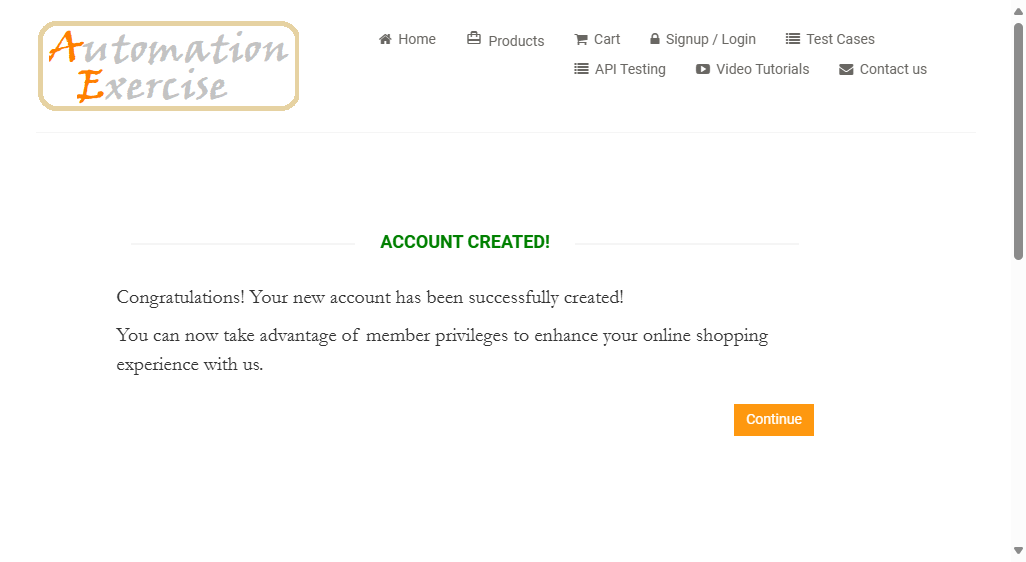 Automation
Exercise
Home
Products
Cart
Signup / Login
Test Cases
API Testing
Video Tutorials
Contact us
ACCOUNT CREATED!
Congratulations! Your new account has been successfully created!
You can now take advantage of member privileges to enhance your online shopping
experience with us.
Continue